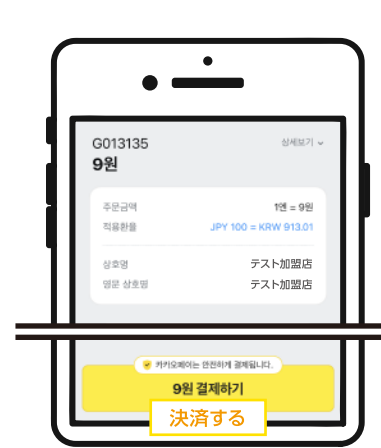 G013135 상세보기
9원
주문금액 1엔 = 9원
적용환율 JPY 100 = KRW 913.01
상호명 テスト加盟店
영문 상호명 テスト加盟店
카카오페이는 안전하게 결제됩니다.
9원 결제하기
決済する